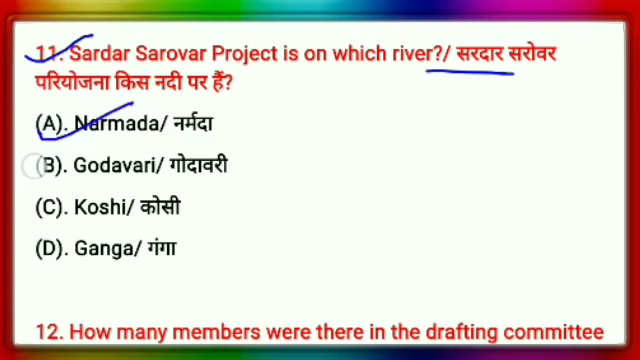 11. Sardar Sarovar Project is on which river?/ सरदार सरोवर
परियोजना किस नदी पर हैं?
(A). Narmada/ नर्मदा
(B). Godavari/ गोदावरी
(C). Koshi/ कोसी
(D). Ganga/ गंगा
12. How many members were there in the drafting committee